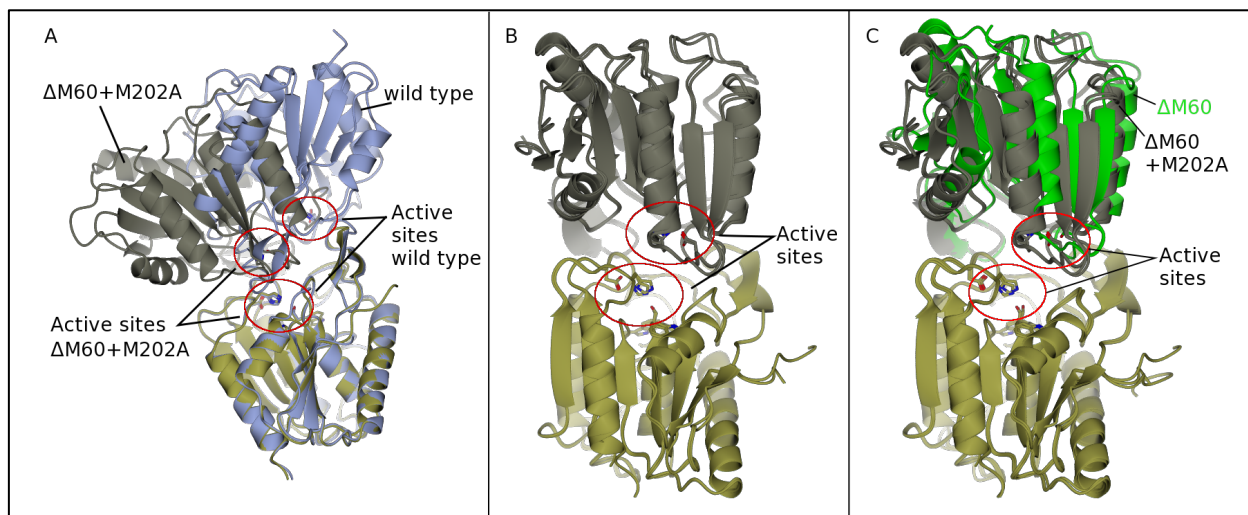 A
ΔM60+M202A
wild type
Active
sites
wild type
Active sites
ΔM60+M202A
B
Active
sites
C
ΔM60
ΔM60
+M202A
Active
sites